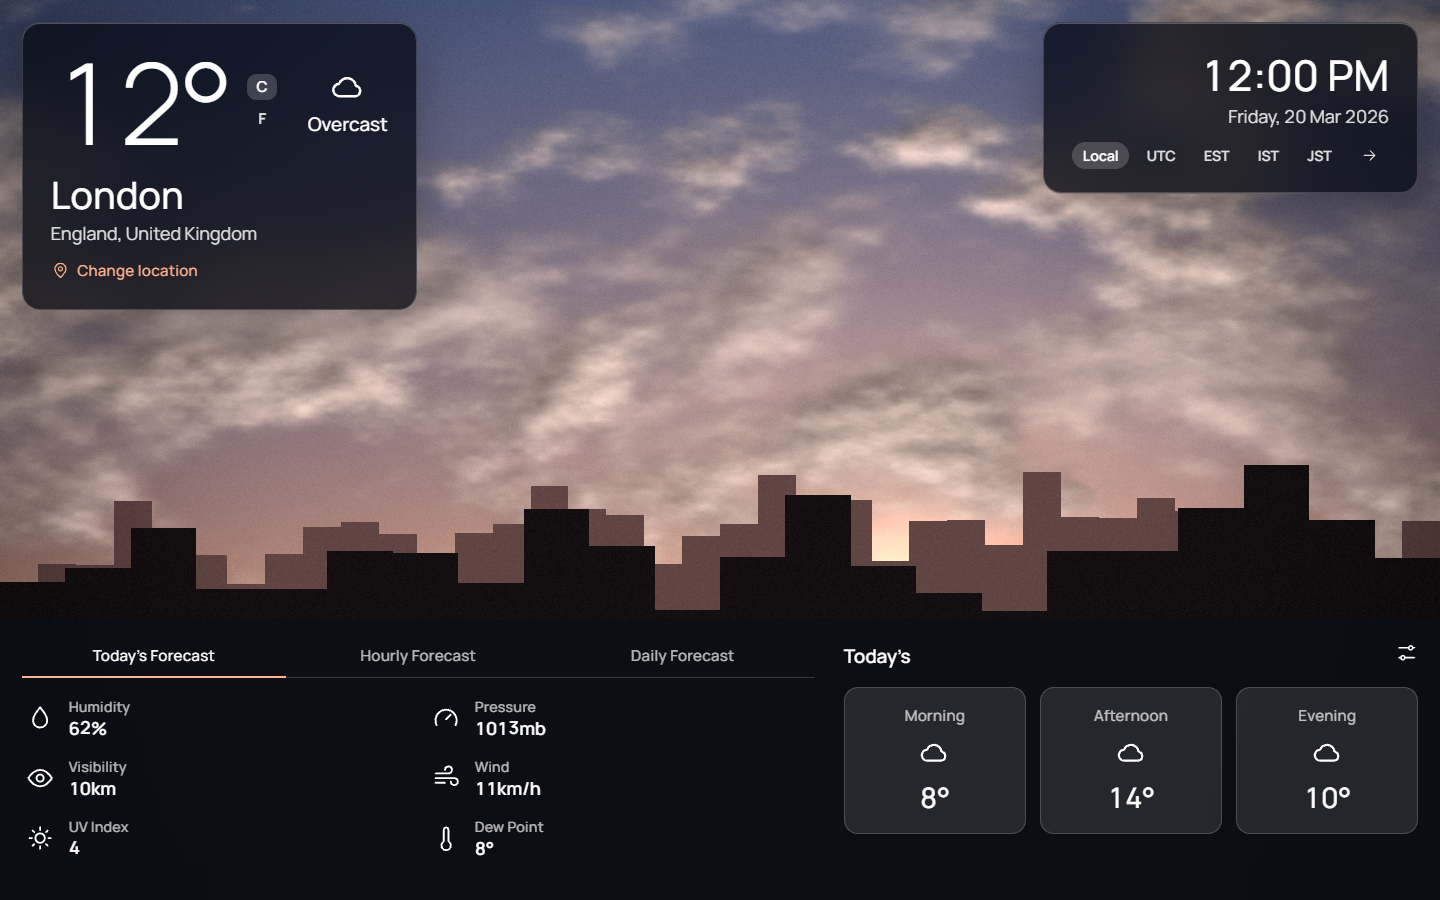 12°
C
F
Overcast
London
England, United Kingdom
Change location
12:00 PM
Friday, 20 Mar 2026
Local UTC EST IST JST
Today's Forecast Hourly Forecast Daily Forecast
Humidity
62%
Pressure
1013mb
Visibility
10km
Wind
11km/h
UV Index
4
Dew Point
8°
Today's
Morning
8°
Afternoon
14°
Evening
10°